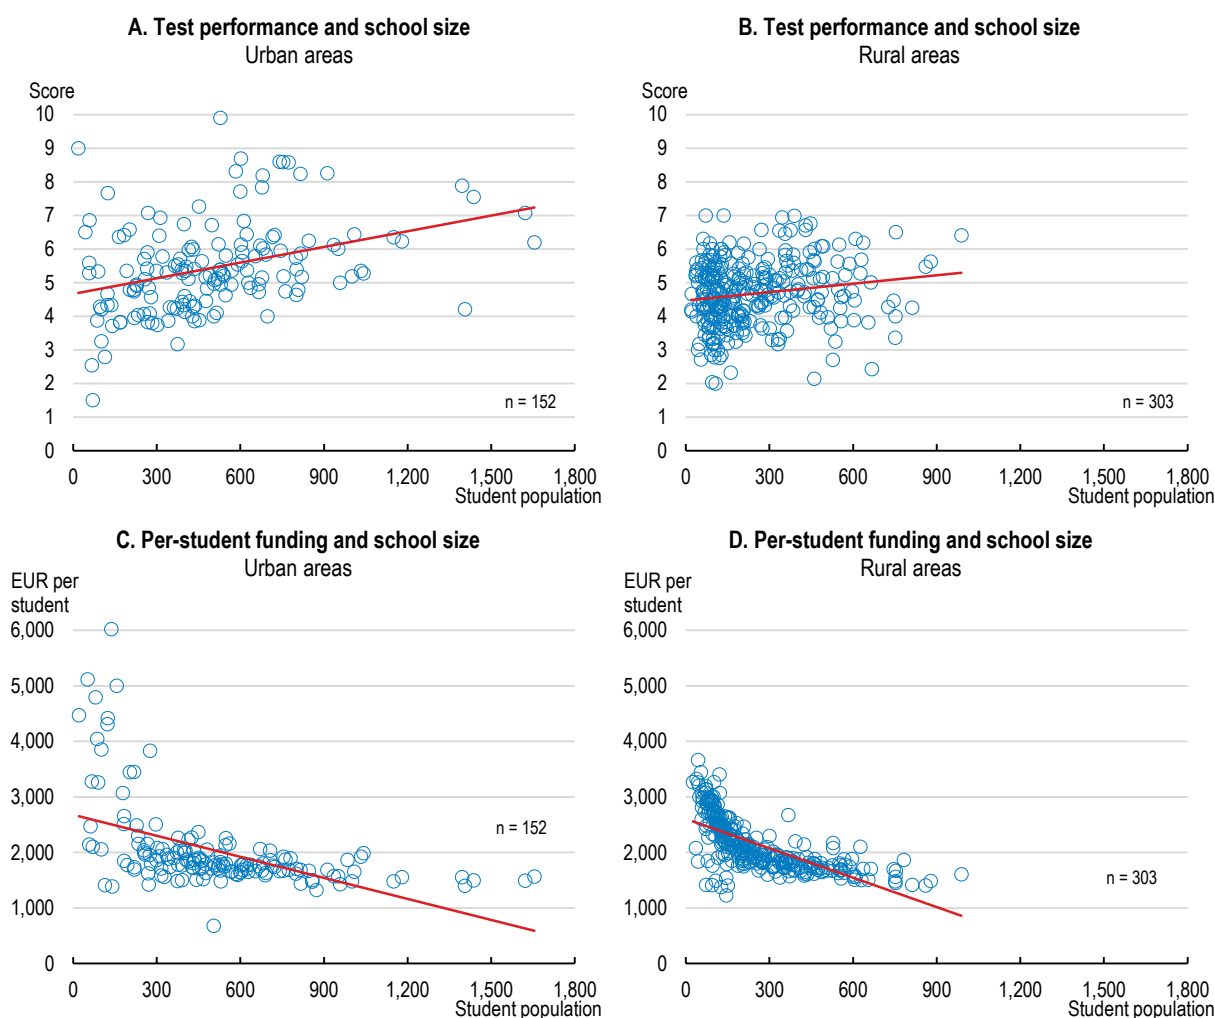 A. Test performance and school size
Urban areas
Score
10
9
8
7
6
5
4
3
2
1
0
n = 152
0 300 600 900 1,200 1,500 1,800
Student population
B. Test performance and school size
Rural areas
Score
10
9
8
7
6
5
4
3
2
1
0
n = 303
0 300 600 900 1,200 1,500 1,800
Student population
C. Per-student funding and school size
Urban areas
EUR per
student
6,000
5,000
4,000
3,000
2,000
1,000
0
n = 152
0 300 600 900 1,200 1,500 1,800
Student population
D. Per-student funding and school size
Rural areas
EUR per
student
6,000
5,000
4,000
3,000
2,000
1,000
0
n = 303
0 300 600 900 1,200 1,500 1,800
Student population